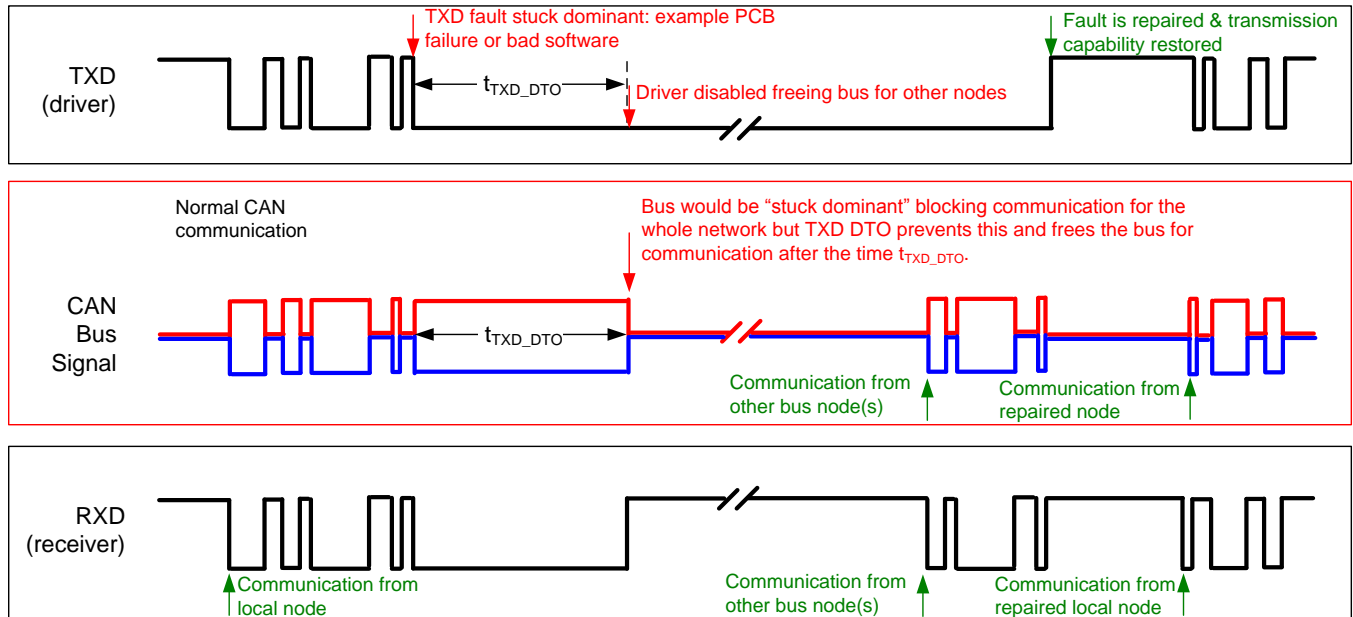 TXD fault stuck dominant: example PCB
failure or bad software
Fault is repaired & transmission
capability restored
TXD
(driver)
tTXD_DTO
Driver disabled freeing bus for other nodes
Normal CAN
communication
Bus would be “stuck dominant” blocking communication for the
whole network but TXD DTO prevents this and frees the bus for
communication after the time tTXD_DTO.
CAN
Bus
Signal
tTXD_DTO
Communication from
other bus node(s)
Communication from
repaired node
RXD
(receiver)
Communication from
local node
Communication from
other bus node(s)
Communication from
repaired local node